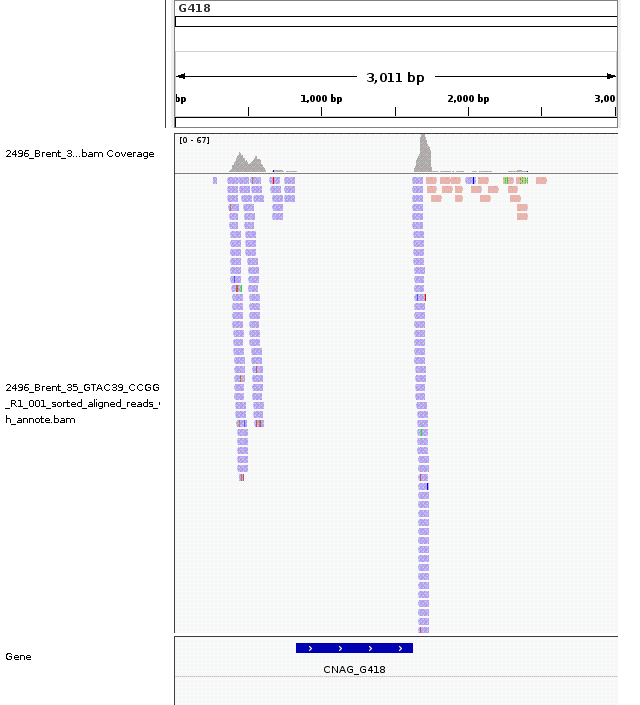 G418
3,011 bp
bp
1,000 bp
2,000 bp
3,00
[0 - 67]
2496_Brent_3...bam Coverage
2496_Brent_35_GTAC39_CCGG
_R1_001_sorted_aligned_reads_
h_annote.bam
Gene
CNAG_G418